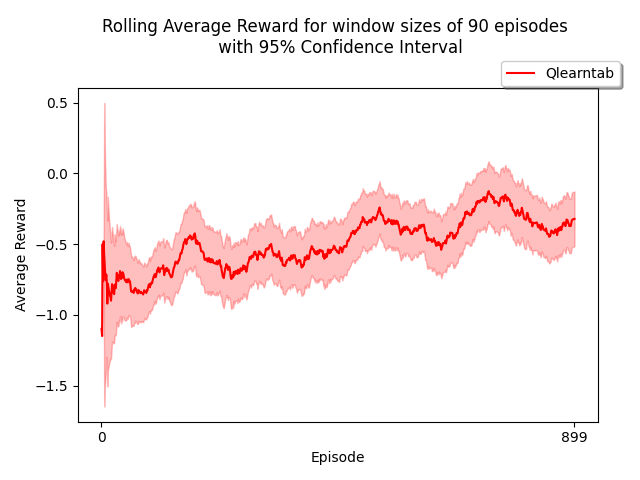 Rolling Average Reward for window sizes of 90 episodes
with 95% Confidence Interval
Qlearntab
0.5
0.0
−0.5
−1.0
−1.5
Average Reward
0
899
Episode